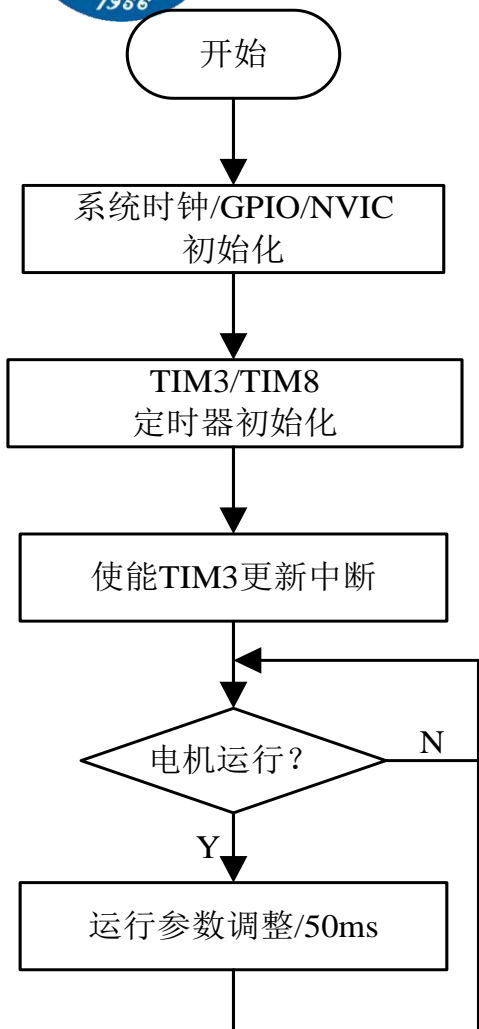 1986
开始
系统时钟/GPIO/NVIC
初始化
TIM3/TIM8
定时器初始化
使能TIM3更新中断
电机运行？
N
Y
运行参数调整/50ms